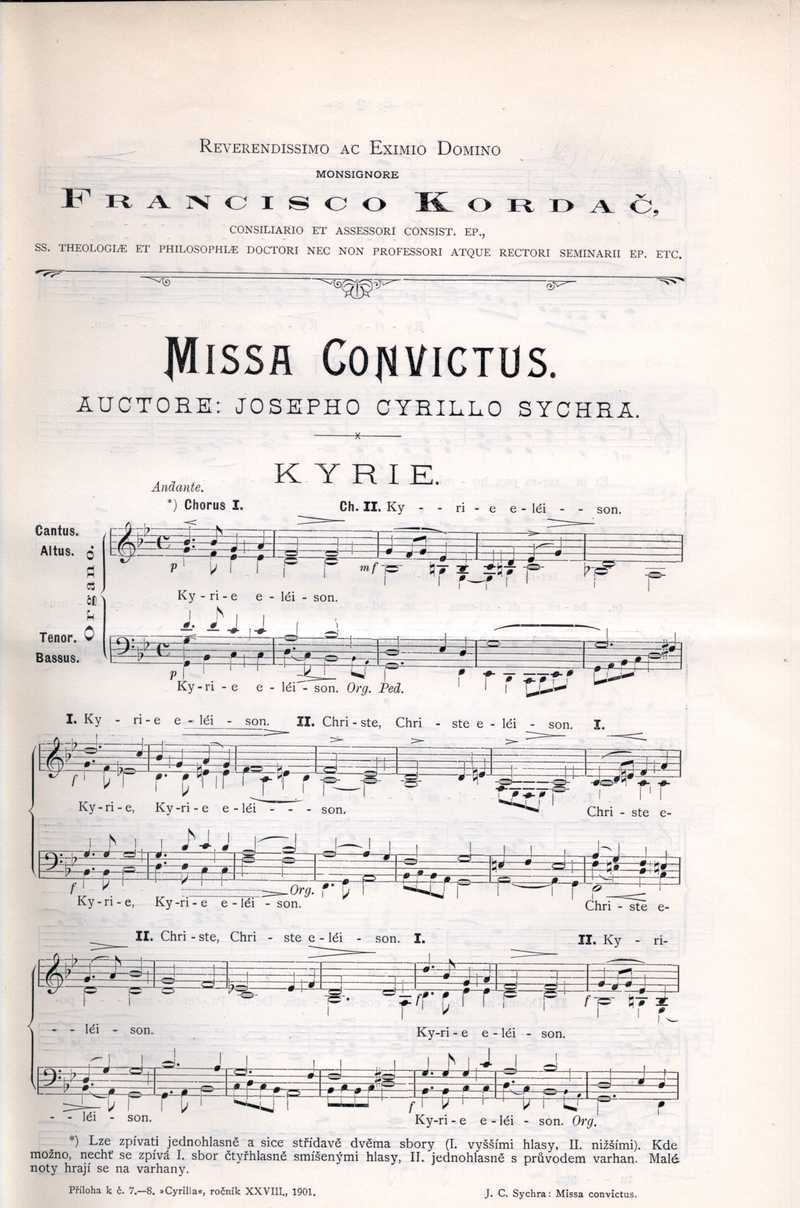 REVERENDISSIMO AC EXIMIO DOMINO
MONSIGNORE
FRANCISCO KORDAČ,
CONSILIARIO ET ASSESSORI CONSIST. EP.,
SS. THEOLOGIÆ ET PHILOSOPHIÆ DOCTORI NEC NON PROFESSORI ATQUE RECTORI SEMINARII EP. ETC.
MISSA CONVICTUS.
AUCTORE: JOSEPHO CYRILLO SYCHRA.
KYRIE.
Andante.
*) Chorus I. Ch. II. Ky - - ri - e e - léi - - son.
Cantus.
Altus.
Organo.
p mf
Ky - ri - e e - léi - son.
Tenor.
Bassus.
p
Ky - ri - e e - léi - son. Org. Ped.
I. Ky - ri - e e - léi - son. II. Chri - ste, Chri - ste e - léi - son. I.
f
Ky - ri - e, Ky - ri - e e - léi - - - son. Chri - ste e-
f Org.
Ky - ri - e, Ky - ri - e e - léi - son. Chri - ste e-
II. Chri - ste, Chri - ste e - léi - son. I. II. Ky - ri-
f
- - léi - son. Ky-ri - e e - léi - son.
f
- - léi - son. Ky-ri - e e - léi - son. Org.
*) Lze zpívati jednohlasně a sice střídavě dvěma sbory (I. vyššími hlasy, II. nižšími). Kde
možno, nechť se zpívá I. sbor čtyřhlasně smíšenými hlasy, II. jednohlasně s průvodem varhan. Malé
noty hrají se na varhany.
Příloha k č. 7.—8. »Cyrilla«, ročník XXVIII., 1901. J. C. Sychra: Missa convictus.